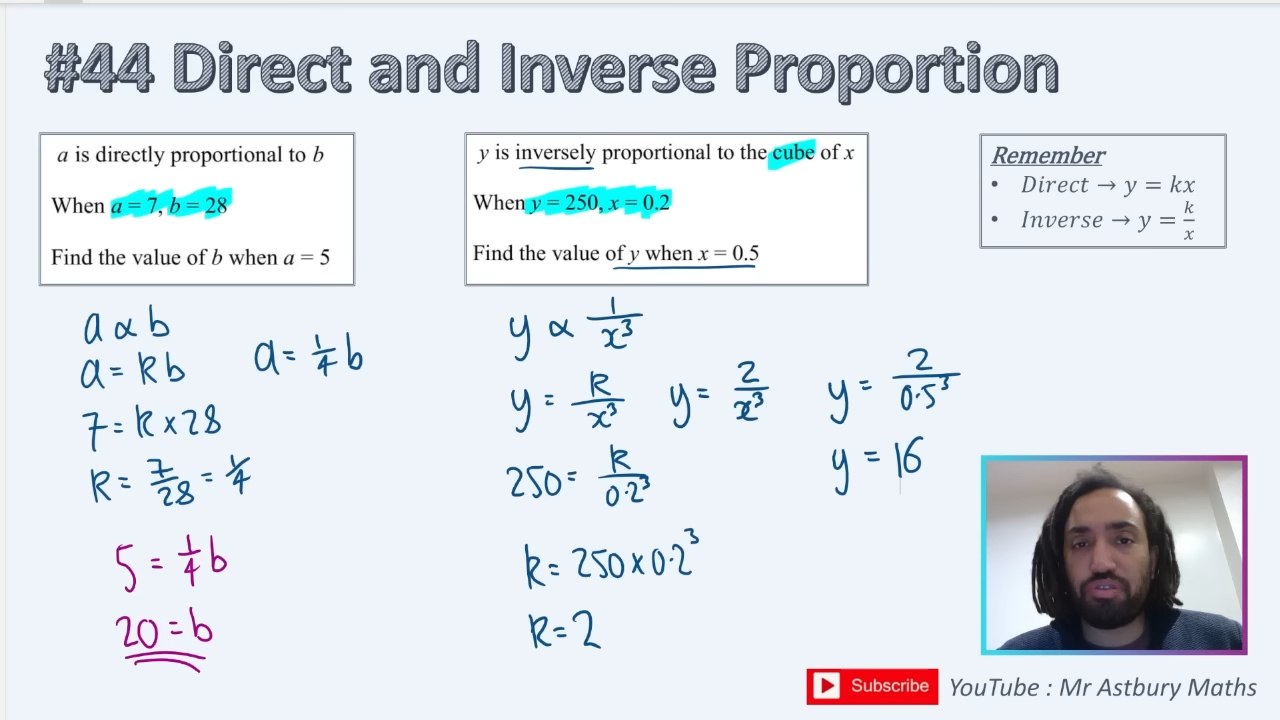 #44 Direct and Inverse Proportion
a is directly proportional to b
When a = 7, b = 28
Find the value of b when a = 5
a ∝ b
a = kb
a = 1/4 b
7 = k × 28
k = 7/28 = 1/4
5 = 1/4 b
20 = b
y is inversely proportional to the cube of x
When y = 250, x = 0.2
Find the value of y when x = 0.5
y ∝ 1/x³
y = k/x³
250 = k/0.2³
k = 250 × 0.2³
k = 2
y = 2/x³
y = 2/0.5³
y = 16
Remember
• Direct → y = kx
• Inverse → y = k/x
Subscribe
YouTube : Mr Astbury Maths